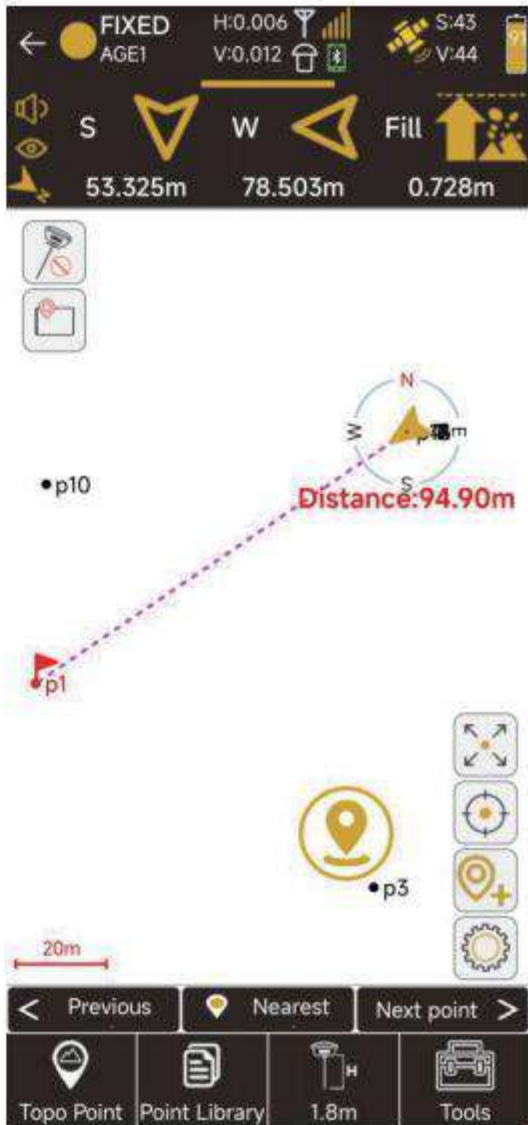 FIXED H:0.006 S:43
AGE1 V:0.012 V:44
91
S W Fill
53.325m 78.503m 0.728m
N
W E
S
Distance:94.90m
p10
p1
p3
20m
< Previous Nearest Next point >
H
Topo Point Point Library 1.8m Tools